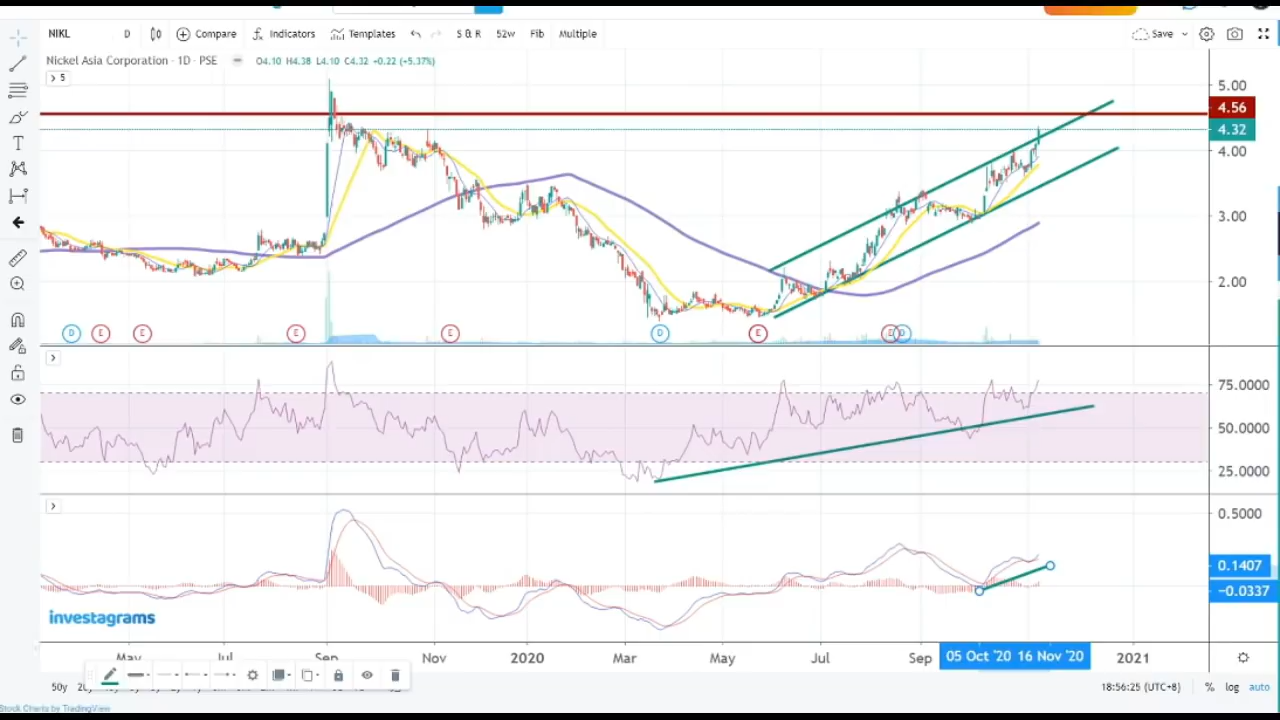 NIKL D Compare Indicators Templates S & R 52w Fib Multiple Save
Nickel Asia Corporation · 1D · PSE O4.10 H4.38 L4.10 C4.32 +0.22 (+5.37%)
5
5.00
4.56
4.32
4.00
3.00
2.00
D E E E E D E D
75.0000
50.0000
25.0000
0.5000
0.1407
−0.0337
investagrams
May Jul Sep Nov 2020 Mar May Jul Sep 05 Oct '20 16 Nov '20 2021
50y 18:56:25 (UTC+8) % log auto
Stock Charts by TradingView